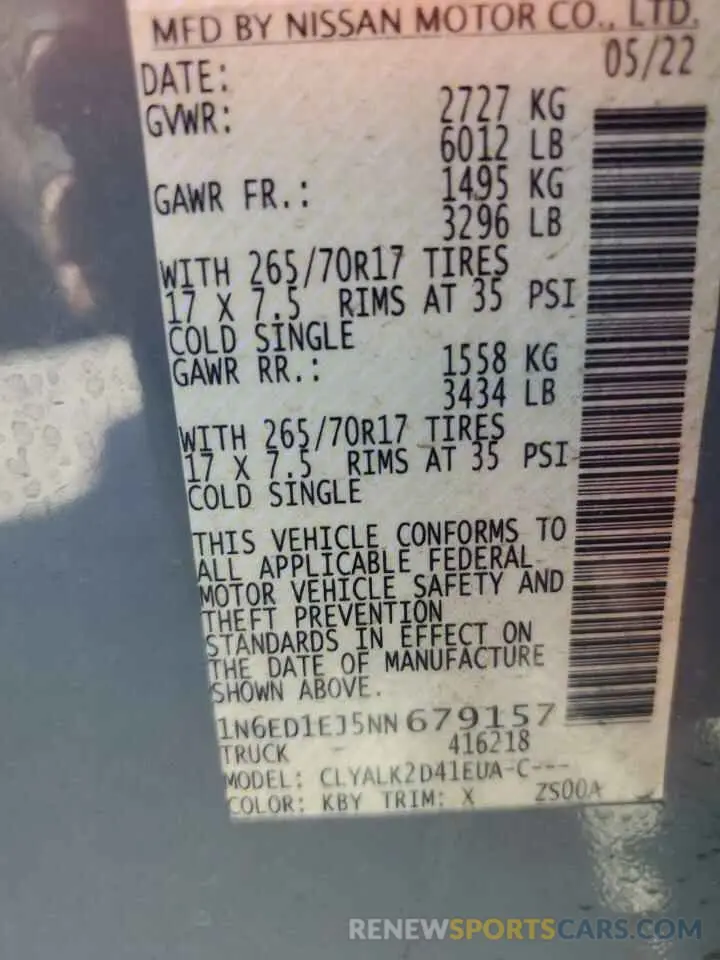 MFD BY NISSAN MOTOR CO., LTD.
DATE: 05/22
GVWR: 2727 KG
6012 LB
GAWR FR.: 1495 KG
3296 LB
WITH 265/70R17 TIRES
17 X 7.5 RIMS AT 35 PSI
COLD SINGLE
GAWR RR.: 1558 KG
3434 LB
WITH 265/70R17 TIRES
17 X 7.5 RIMS AT 35 PSI
COLD SINGLE
THIS VEHICLE CONFORMS TO
ALL APPLICABLE FEDERAL
MOTOR VEHICLE SAFETY AND
THEFT PREVENTION
STANDARDS IN EFFECT ON
THE DATE OF MANUFACTURE
SHOWN ABOVE.
1N6ED1EJ5NN679157
TRUCK 416218
MODEL: CLYALK2D41EUA-C---
COLOR: KBY TRIM: X ZS00A
RENEWSPORTSCARS.COM